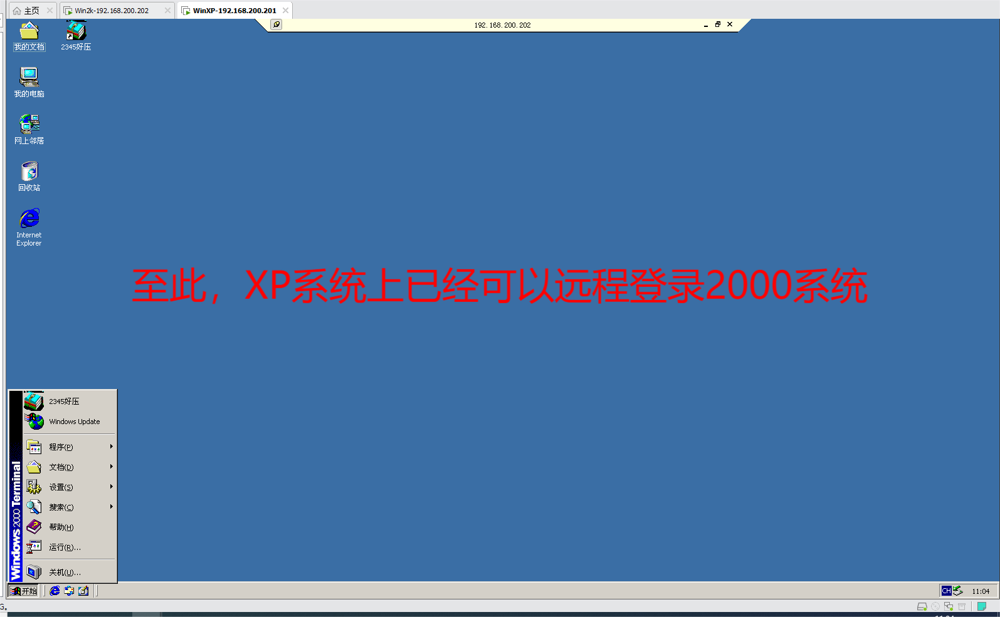 主页
Win2k-192.168.200.202
WinXP-192.168.200.201
192.168.200.202
我的文档
2345好压
我的电脑
网上邻居
回收站
Internet
Explorer
至此，XP系统上已经可以远程登录2000系统
2345好压
Windows Update
程序(P)
文档(D)
设置(S)
搜索(C)
帮助(H)
运行(R)...
关机(U)...
Windows 2000 Terminal
开始
CH
11:04